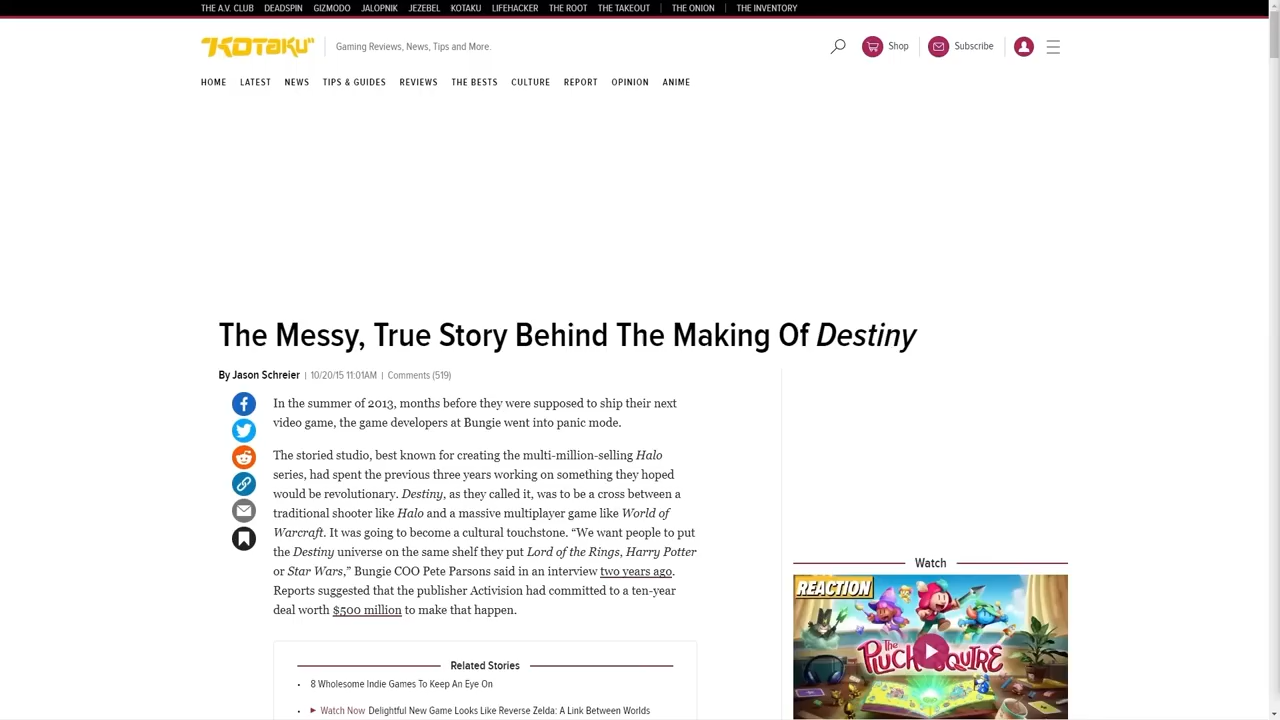 THE A.V. CLUB DEADSPIN GIZMODO JALOPNIK JEZEBEL KOTAKU LIFEHACKER THE ROOT THE TAKEOUT THE ONION THE INVENTORY
KOTAKU Gaming Reviews, News, Tips and More. Shop Subscribe
HOME LATEST NEWS TIPS & GUIDES REVIEWS THE BESTS CULTURE REPORT OPINION ANIME
The Messy, True Story Behind The Making Of Destiny
By Jason Schreier | 10/20/15 11:01AM | Comments (519)
In the summer of 2013, months before they were supposed to ship their next
video game, the game developers at Bungie went into panic mode.
The storied studio, best known for creating the multi-million-selling Halo
series, had spent the previous three years working on something they hoped
would be revolutionary. Destiny, as they called it, was to be a cross between a
traditional shooter like Halo and a massive multiplayer game like World of
Warcraft. It was going to become a cultural touchstone. “We want people to put
the Destiny universe on the same shelf they put Lord of the Rings, Harry Potter
or Star Wars,” Bungie COO Pete Parsons said in an interview two years ago.
Reports suggested that the publisher Activision had committed to a ten-year
deal worth $500 million to make that happen.
Related Stories
• 8 Wholesome Indie Games To Keep An Eye On
• Watch Now Delightful New Game Looks Like Reverse Zelda: A Link Between Worlds
Watch
REACTION
The Plucky Squire